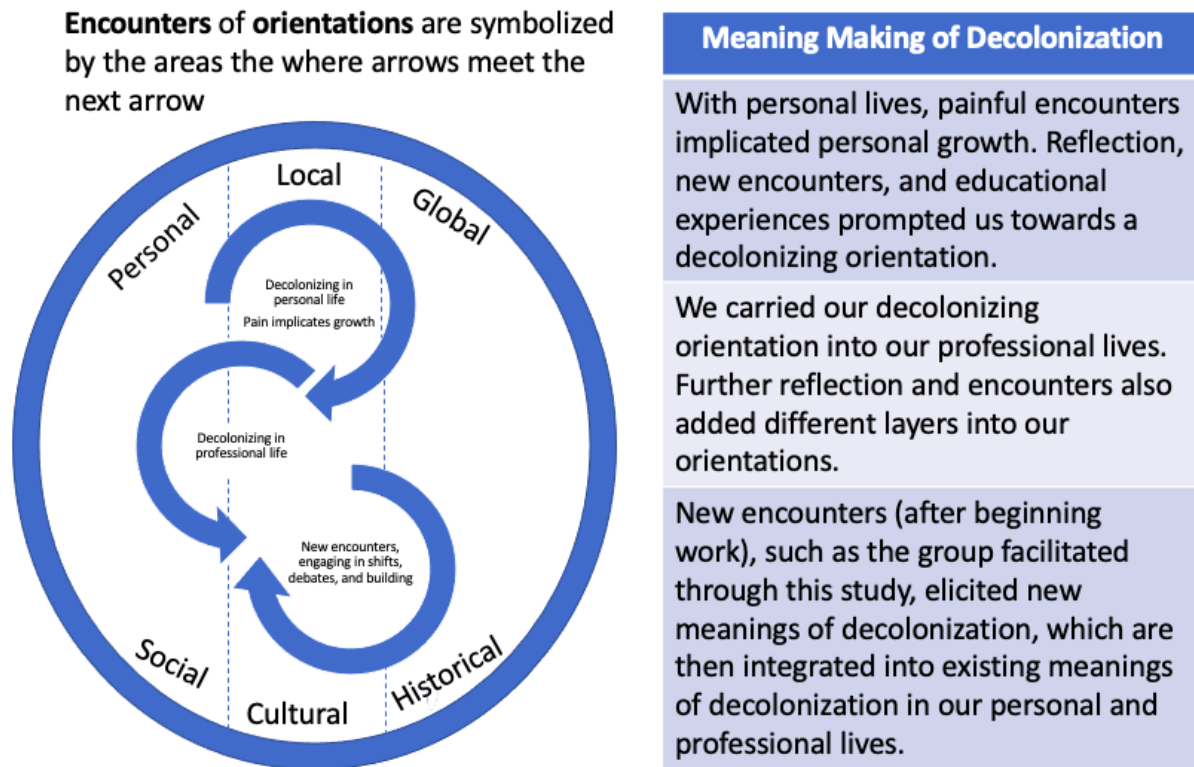 Encounters of orientations are symbolized
by the areas the where arrows meet the
next arrow
Local
Personal
Global
Decolonizing in
personal life
Pain implicates growth
Decolonizing in
professional life
New encounters,
engaging in shifts,
debates, and building
Social
Cultural
Historical
Meaning Making of Decolonization
With personal lives, painful encounters
implicated personal growth. Reflection,
new encounters, and educational
experiences prompted us towards a
decolonizing orientation.
We carried our decolonizing
orientation into our professional lives.
Further reflection and encounters also
added different layers into our
orientations.
New encounters (after beginning
work), such as the group facilitated
through this study, elicited new
meanings of decolonization, which are
then integrated into existing meanings
of decolonization in our personal and
professional lives.